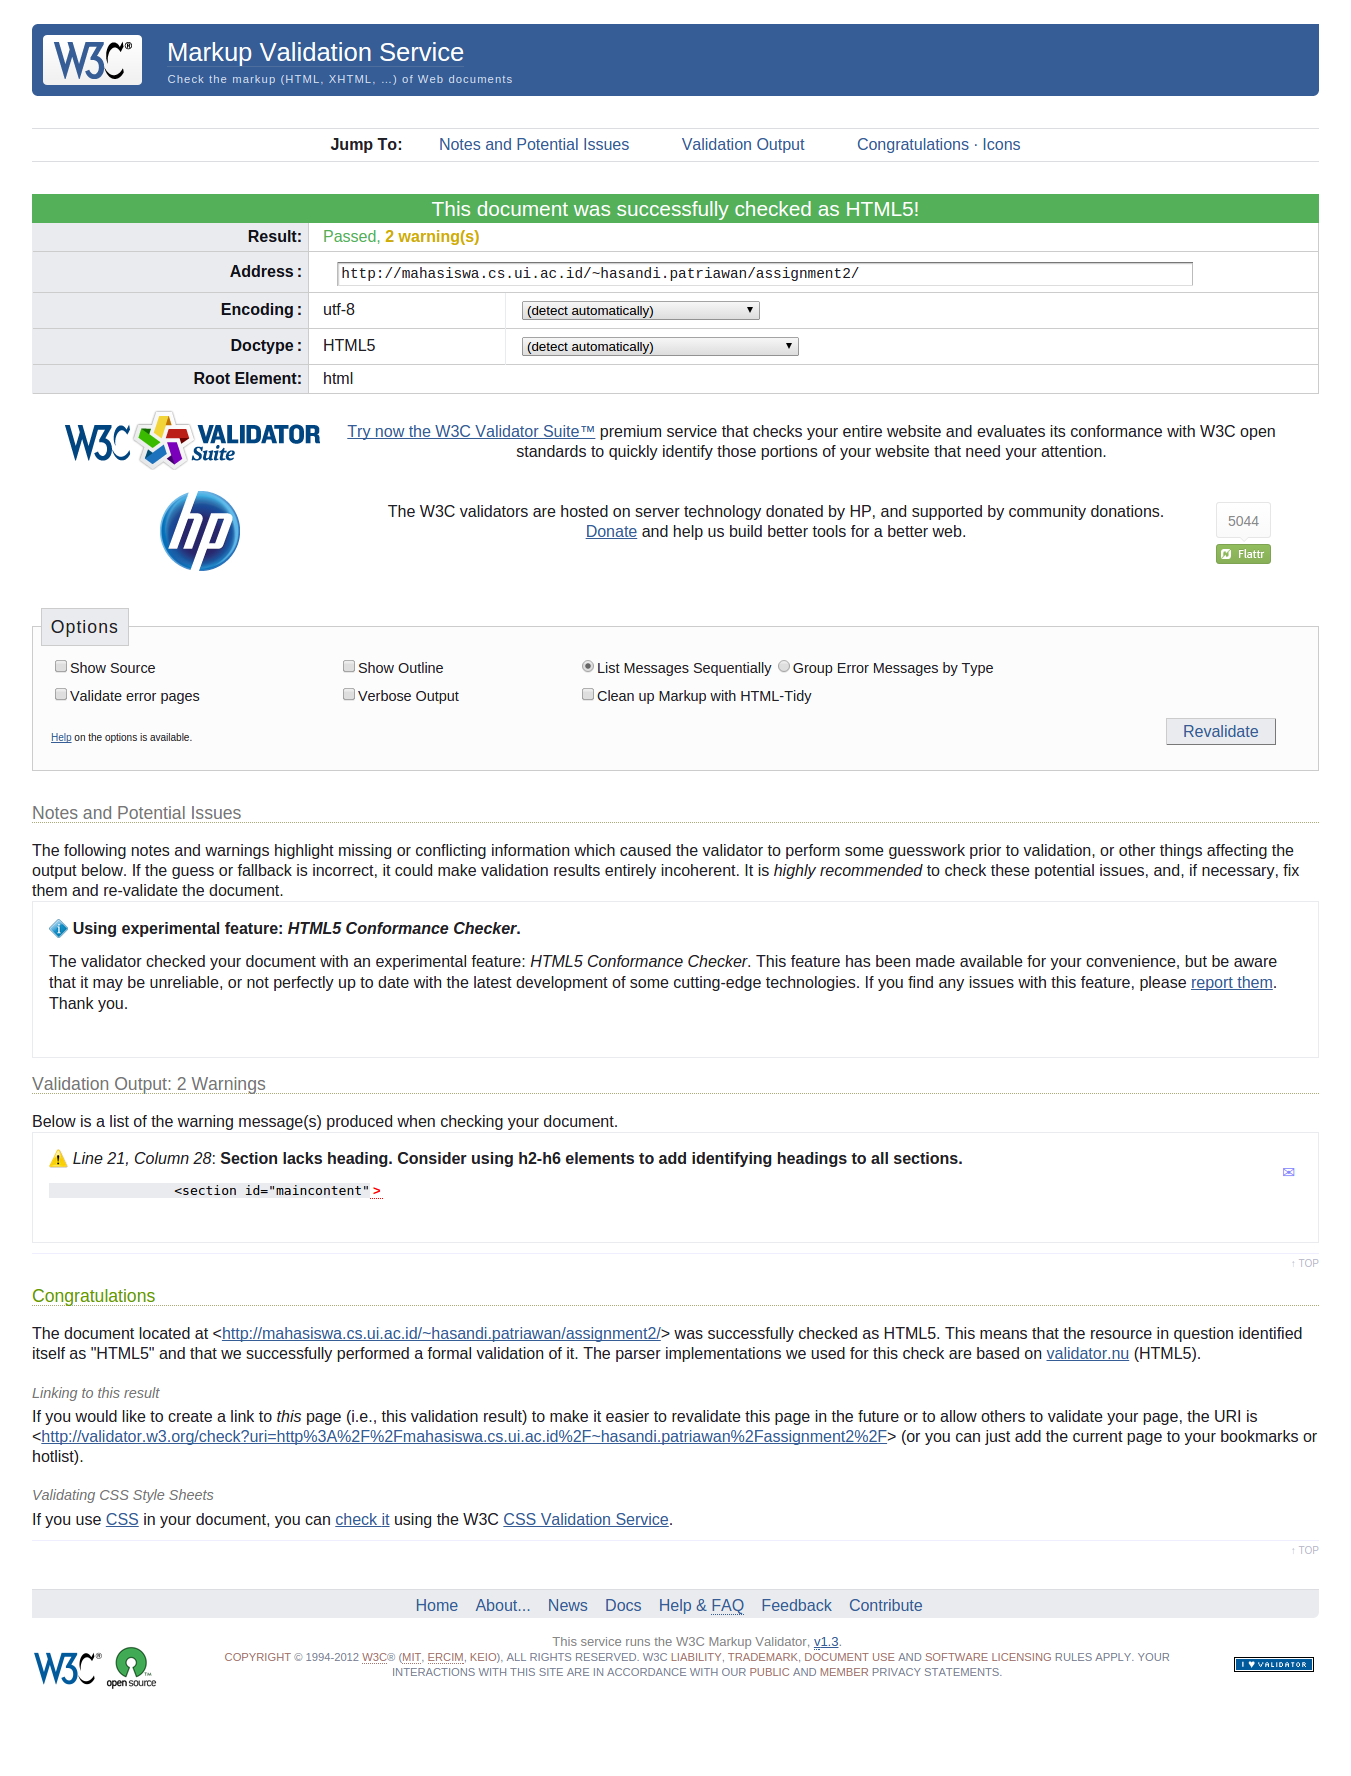 W3C®
Markup Validation Service
Check the markup (HTML, XHTML, …) of Web documents
Jump To: Notes and Potential Issues Validation Output Congratulations · Icons
This document was successfully checked as HTML5!
Result: Passed, 2 warning(s)
Address : http://mahasiswa.cs.ui.ac.id/~hasandi.patriawan/assignment2/
Encoding : utf-8 (detect automatically)
Doctype : HTML5 (detect automatically)
Root Element: html
W3C VALIDATOR Suite
Try now the W3C Validator Suite™ premium service that checks your entire website and evaluates its conformance with W3C open
standards to quickly identify those portions of your website that need your attention.
hp
The W3C validators are hosted on server technology donated by HP, and supported by community donations.
Donate and help us build better tools for a better web.
5044
Flattr
Options
Show Source Show Outline List Messages Sequentially Group Error Messages by Type
Validate error pages Verbose Output Clean up Markup with HTML-Tidy
Help on the options is available.
Revalidate
Notes and Potential Issues
The following notes and warnings highlight missing or conflicting information which caused the validator to perform some guesswork prior to validation, or other things affecting the
output below. If the guess or fallback is incorrect, it could make validation results entirely incoherent. It is highly recommended to check these potential issues, and, if necessary, fix
them and re-validate the document.
Using experimental feature: HTML5 Conformance Checker.
The validator checked your document with an experimental feature: HTML5 Conformance Checker. This feature has been made available for your convenience, but be aware
that it may be unreliable, or not perfectly up to date with the latest development of some cutting-edge technologies. If you find any issues with this feature, please report them.
Thank you.
Validation Output: 2 Warnings
Below is a list of the warning message(s) produced when checking your document.
Line 21, Column 28: Section lacks heading. Consider using h2-h6 elements to add identifying headings to all sections.
✉
<section id="maincontent">
↑ TOP
Congratulations
The document located at <http://mahasiswa.cs.ui.ac.id/~hasandi.patriawan/assignment2/> was successfully checked as HTML5. This means that the resource in question identified
itself as "HTML5" and that we successfully performed a formal validation of it. The parser implementations we used for this check are based on validator.nu (HTML5).
Linking to this result
If you would like to create a link to this page (i.e., this validation result) to make it easier to revalidate this page in the future or to allow others to validate your page, the URI is
<http://validator.w3.org/check?uri=http%3A%2F%2Fmahasiswa.cs.ui.ac.id%2F~hasandi.patriawan%2Fassignment2%2F> (or you can just add the current page to your bookmarks or
hotlist).
Validating CSS Style Sheets
If you use CSS in your document, you can check it using the W3C CSS Validation Service.
↑ TOP
Home About... News Docs Help & FAQ Feedback Contribute
W3C® open source™
This service runs the W3C Markup Validator, v1.3.
COPYRIGHT © 1994-2012 W3C® (MIT, ERCIM, KEIO), ALL RIGHTS RESERVED. W3C LIABILITY, TRADEMARK, DOCUMENT USE AND SOFTWARE LICENSING RULES APPLY. YOUR
INTERACTIONS WITH THIS SITE ARE IN ACCORDANCE WITH OUR PUBLIC AND MEMBER PRIVACY STATEMENTS.
I ♥ VALIDATOR